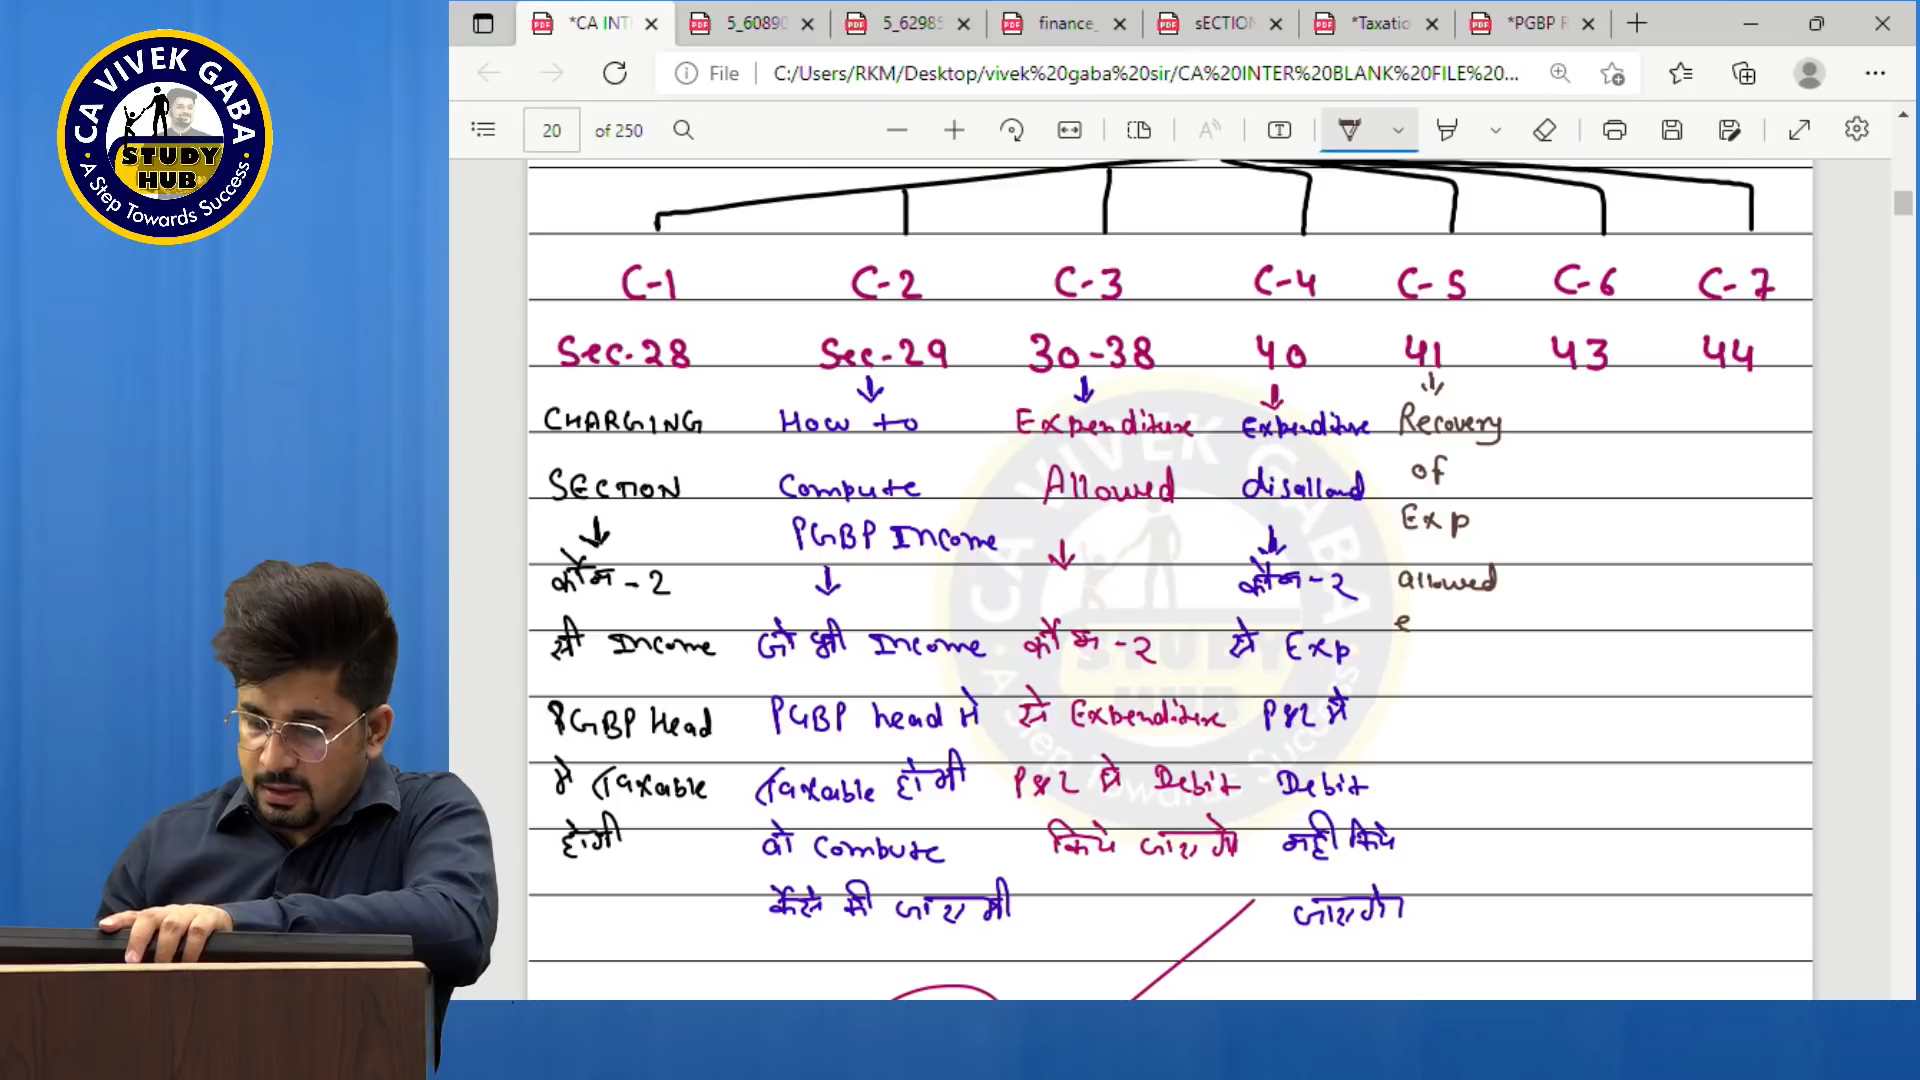 *CA INT
5_6089
5_6298
finance_
sECTION
*Taxatio
*PGBP R
File C:/Users/RKM/Desktop/vivek%20gaba%20sir/CA%20INTER%20BLANK%20FILE%20...
20 of 250
CA VIVEK GABA
STUDY
HUB
A Step Towards Success
C-1 C-2 C-3 C-4 C-5 C-6 C-7
Sec-28 Sec-29 30-38 40 41 43 44
CHARGING How to Expenditure Expenditure Recovery
SECTION Compute Allowed disallowed of
PGBP Income Exp
कौन-2 कौन-2 allowed
सी Income जो भी Income कौन-2 से Exp e
PGBP Head PGBP head मे से Expenditure P&L मे
मे Taxable Taxable होगी P&L मे Debit Debit
होगी वो Compute किये जाएगे नही किये
कैसे की जाएगी जाएगे